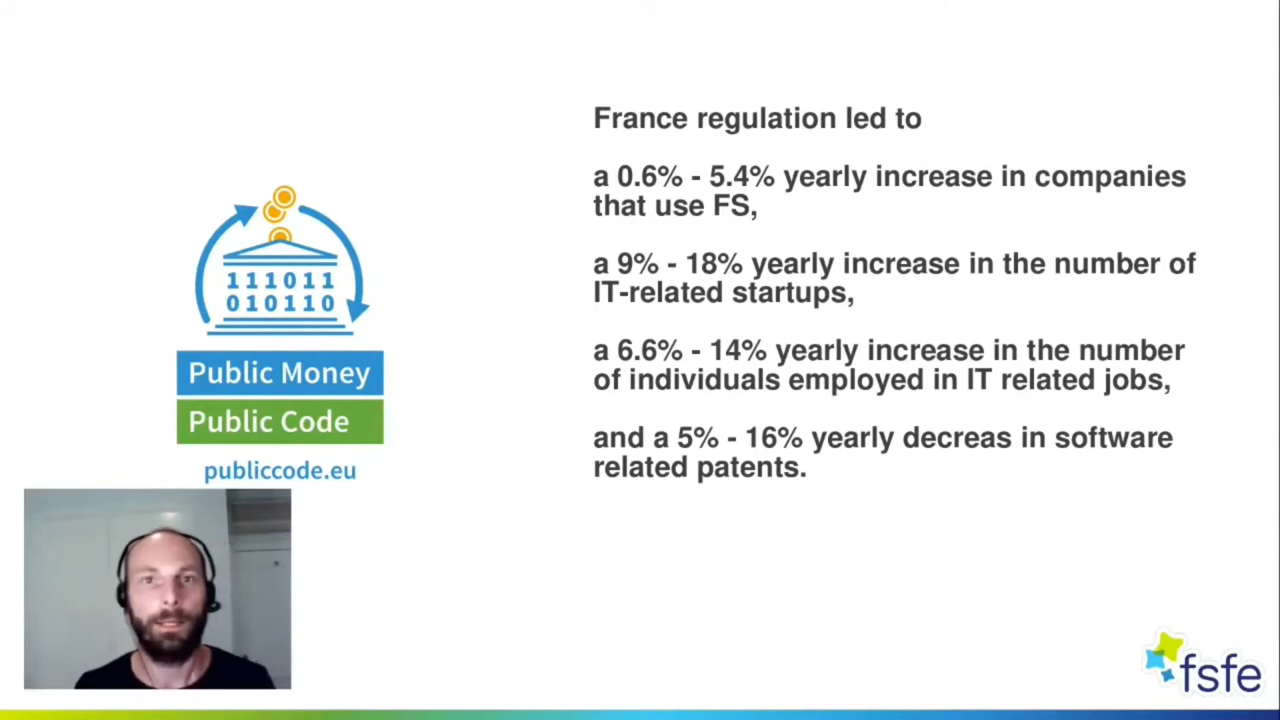 111011
010110
Public Money
Public Code
publiccode.eu
France regulation led to
a 0.6% - 5.4% yearly increase in companies
that use FS,
a 9% - 18% yearly increase in the number of
IT-related startups,
a 6.6% - 14% yearly increase in the number
of individuals employed in IT related jobs,
and a 5% - 16% yearly decreas in software
related patents.
fsfe